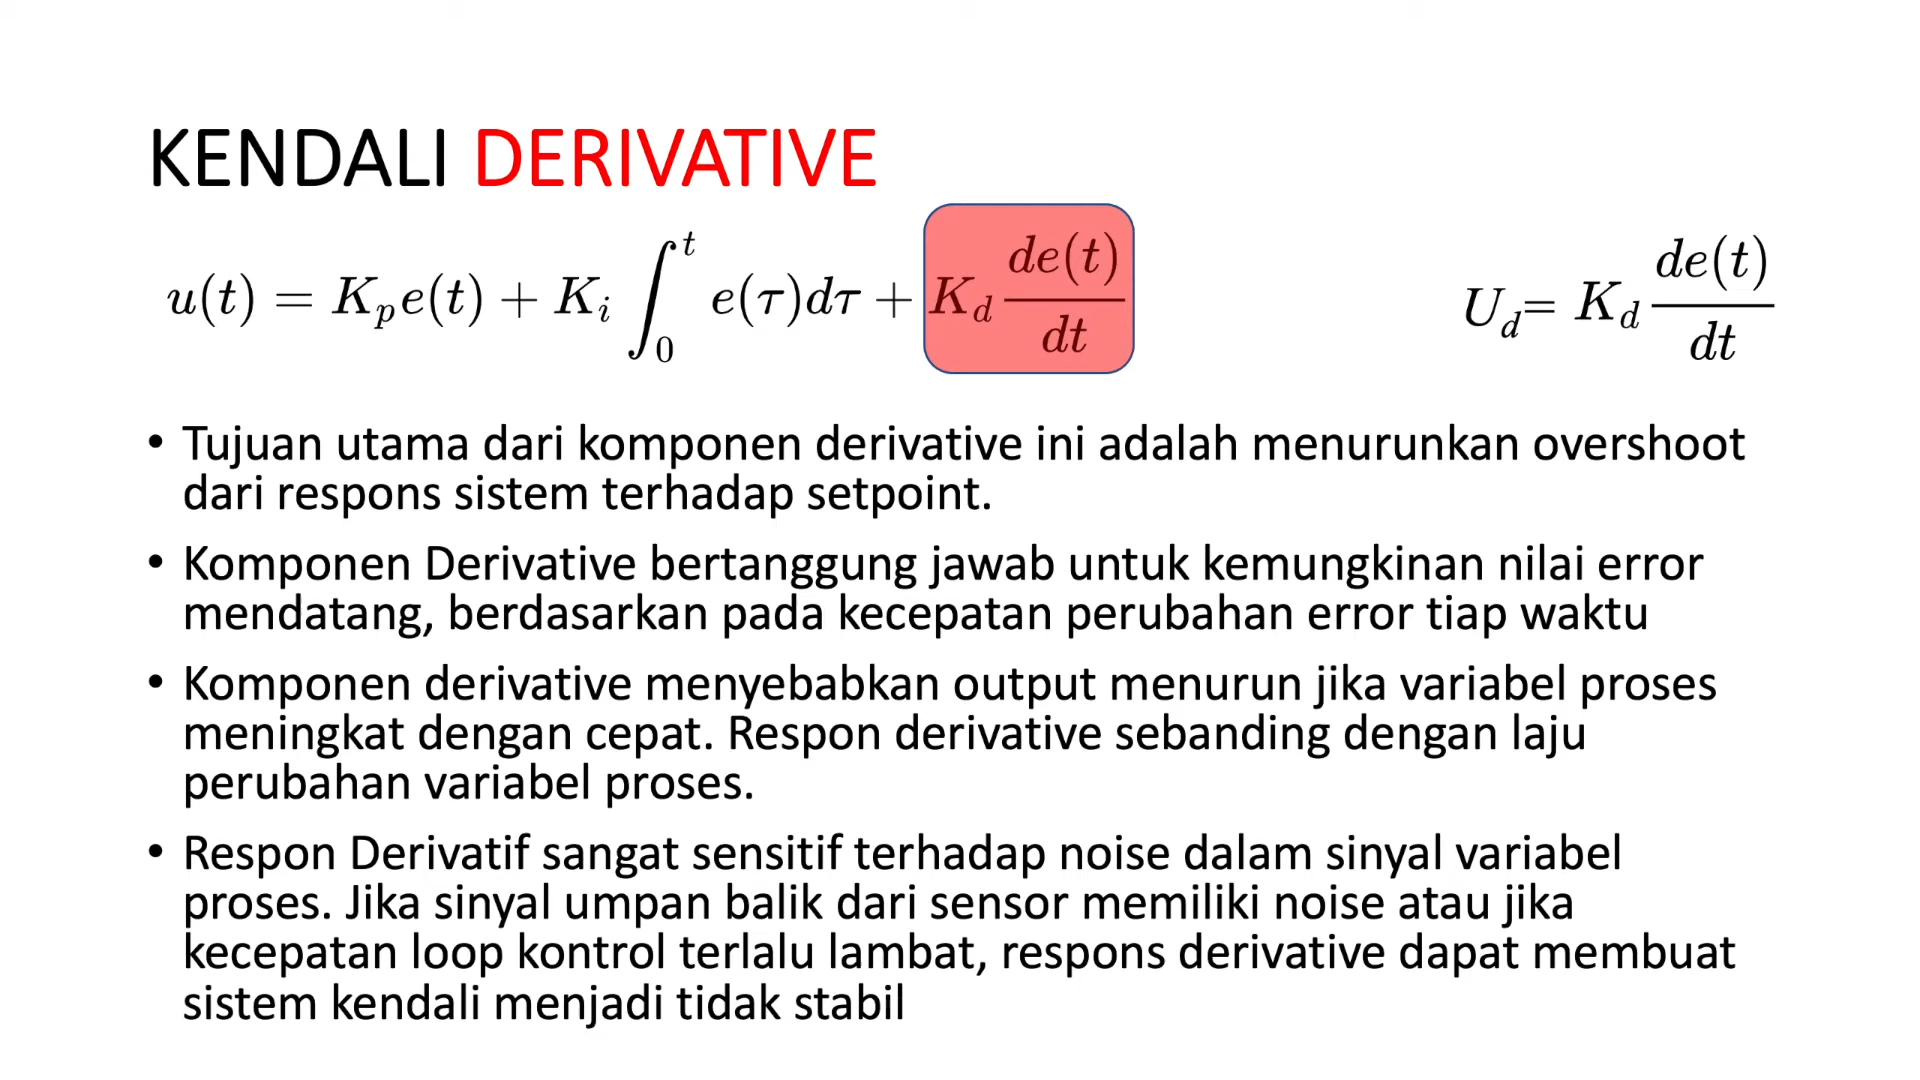 KENDALI DERIVATIVE
u(t) = K_p e(t) + K_i ∫_0^t e(τ)dτ + K_d de(t)/dt
U_d = K_d de(t)/dt
• Tujuan utama dari komponen derivative ini adalah menurunkan overshoot
dari respons sistem terhadap setpoint.
• Komponen Derivative bertanggung jawab untuk kemungkinan nilai error
mendatang, berdasarkan pada kecepatan perubahan error tiap waktu
• Komponen derivative menyebabkan output menurun jika variabel proses
meningkat dengan cepat. Respon derivative sebanding dengan laju
perubahan variabel proses.
• Respon Derivatif sangat sensitif terhadap noise dalam sinyal variabel
proses. Jika sinyal umpan balik dari sensor memiliki noise atau jika
kecepatan loop kontrol terlalu lambat, respons derivative dapat membuat
sistem kendali menjadi tidak stabil